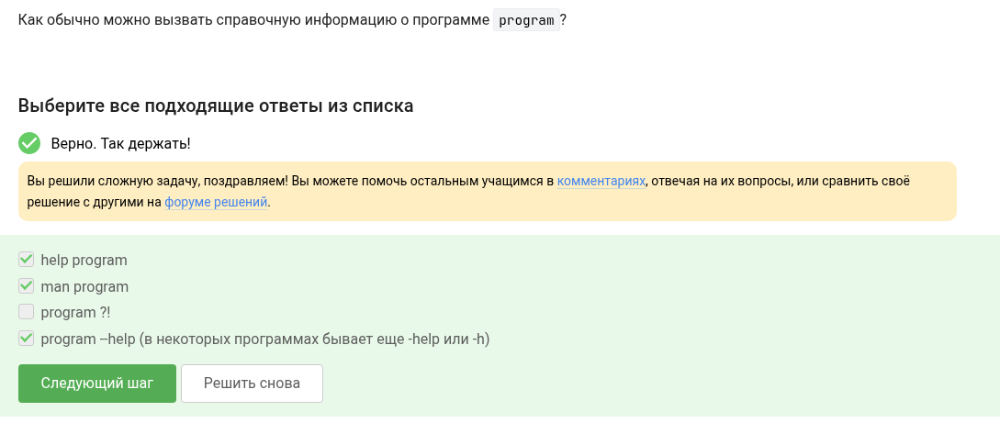 Как обычно можно вызвать справочную информацию о программе program ?
Выберите все подходящие ответы из списка
Верно. Так держать!
Вы решили сложную задачу, поздравляем! Вы можете помочь остальным учащимся в комментариях, отвечая на их вопросы, или сравнить своё
решение с другими на форуме решений.
help program
man program
program ?!
program --help (в некоторых программах бывает еще -help или -h)
Следующий шаг Решить снова